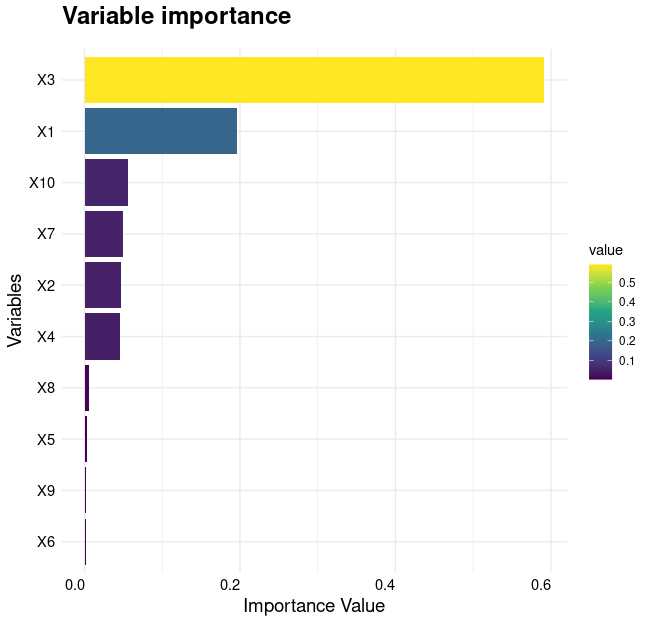 Variable importance
X3
X1
X10
X7
X2
X4
X8
X5
X9
X6
Variables
0.0 0.2 0.4 0.6
Importance Value
value
0.5
0.4
0.3
0.2
0.1